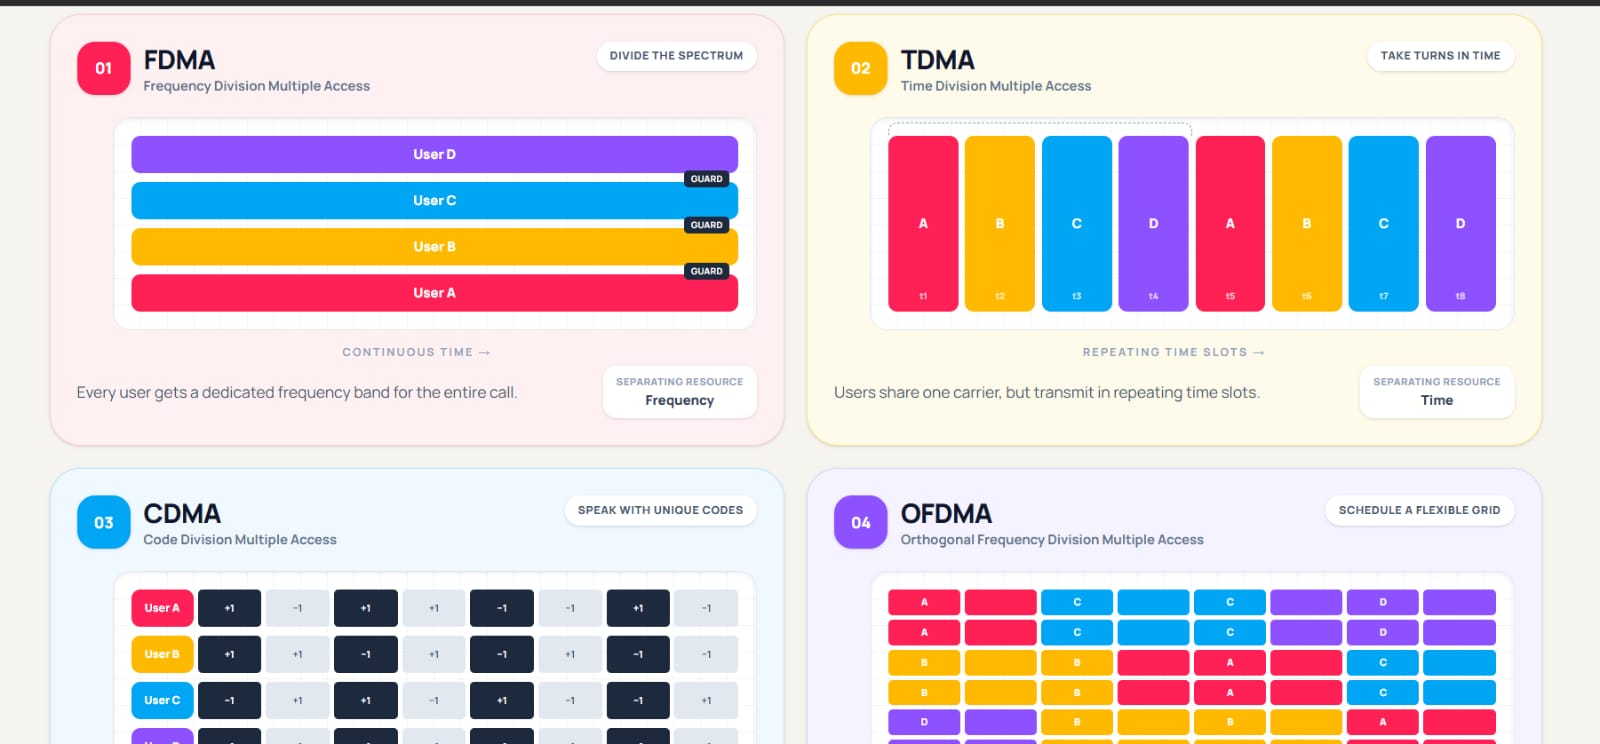 01
FDMA
Frequency Division Multiple Access
DIVIDE THE SPECTRUM
User D
GUARD
User C
GUARD
User B
GUARD
User A
CONTINUOUS TIME →
Every user gets a dedicated frequency band for the entire call.
SEPARATING RESOURCE
Frequency
02
TDMA
Time Division Multiple Access
TAKE TURNS IN TIME
A B C D A B C D
t1 t2 t3 t4 t5 t6 t7 t8
REPEATING TIME SLOTS →
Users share one carrier, but transmit in repeating time slots.
SEPARATING RESOURCE
Time
03
CDMA
Code Division Multiple Access
SPEAK WITH UNIQUE CODES
User A +1 −1 +1 +1 −1 −1 +1 −1
User B +1 +1 −1 +1 −1 +1 −1 −1
User C −1 +1 +1 −1 +1 −1 −1 +1
04
OFDMA
Orthogonal Frequency Division Multiple Access
SCHEDULE A FLEXIBLE GRID
A C C D
A C C D
B B A C
B B A C
D B B A